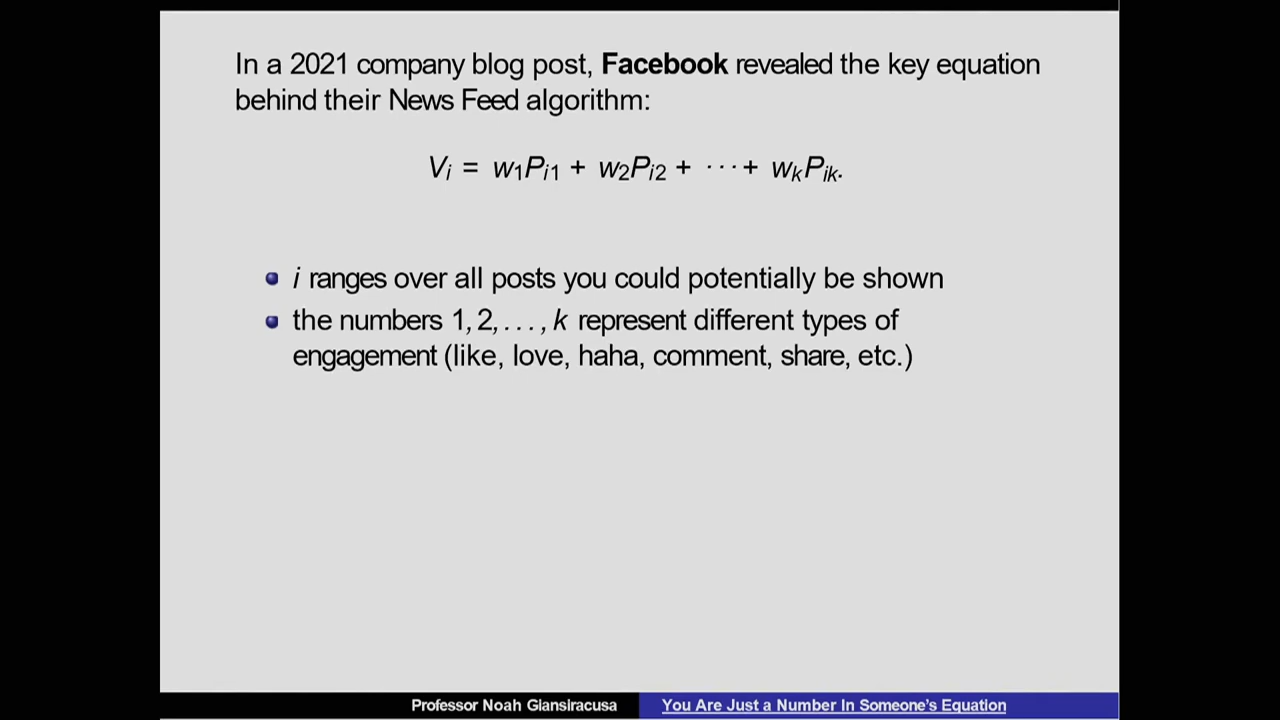 In a 2021 company blog post, Facebook revealed the key equation
behind their News Feed algorithm:
Vi = w1Pi1 + w2Pi2 + ··· + wkPik.
i ranges over all posts you could potentially be shown
the numbers 1, 2, . . . , k represent different types of
engagement (like, love, haha, comment, share, etc.)
Professor Noah Giansiracusa
You Are Just a Number In Someone's Equation